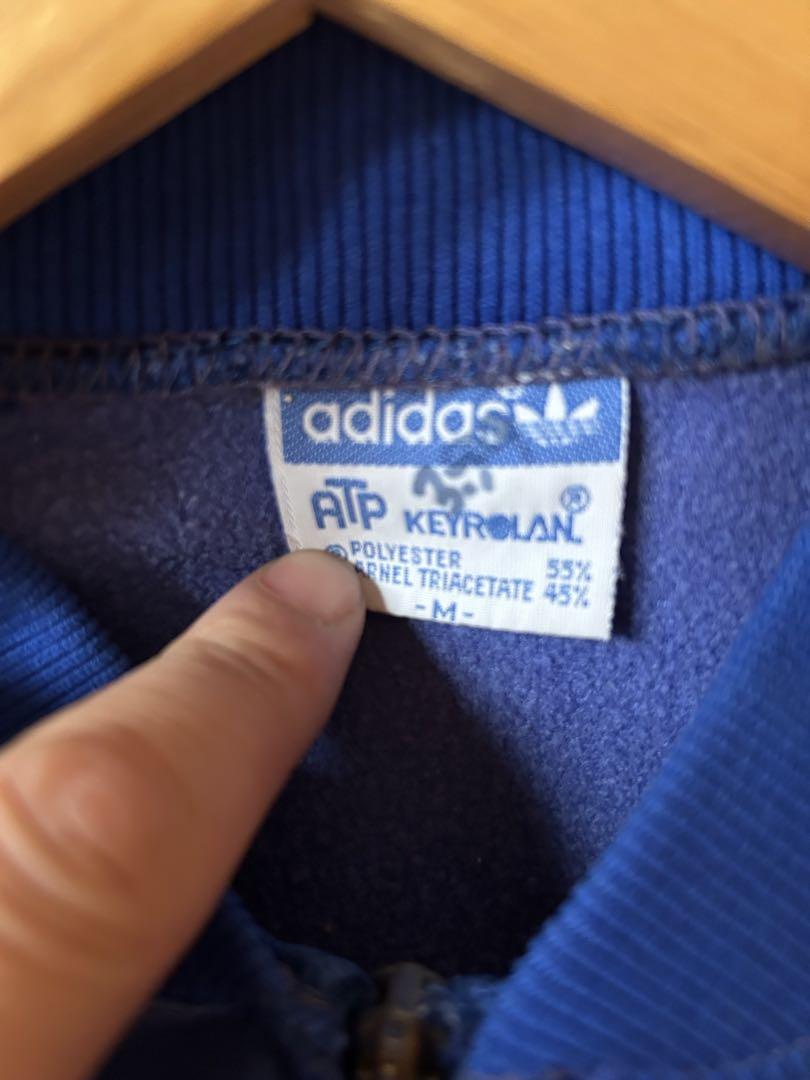 adidas
ATP KEYROLAN ®
POLYESTER 55%
ARNEL TRIACETATE 45%
-M-